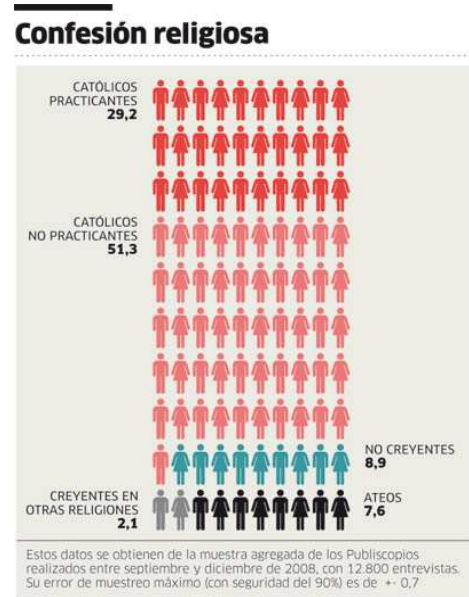 Confesión religiosa
CATÓLICOS
PRACTICANTES
29,2
CATÓLICOS
NO PRACTICANTES
51,3
NO CREYENTES
8,9
CREYENTES EN
OTRAS RELIGIONES
2,1
ATEOS
7,6
Estos datos se obtienen de la muestra agregada de los Publiscopios
realizados entre septiembre y diciembre de 2008, con 12.800 entrevistas.
Su error de muestreo máximo (con seguridad del 90%) es de +- 0,7